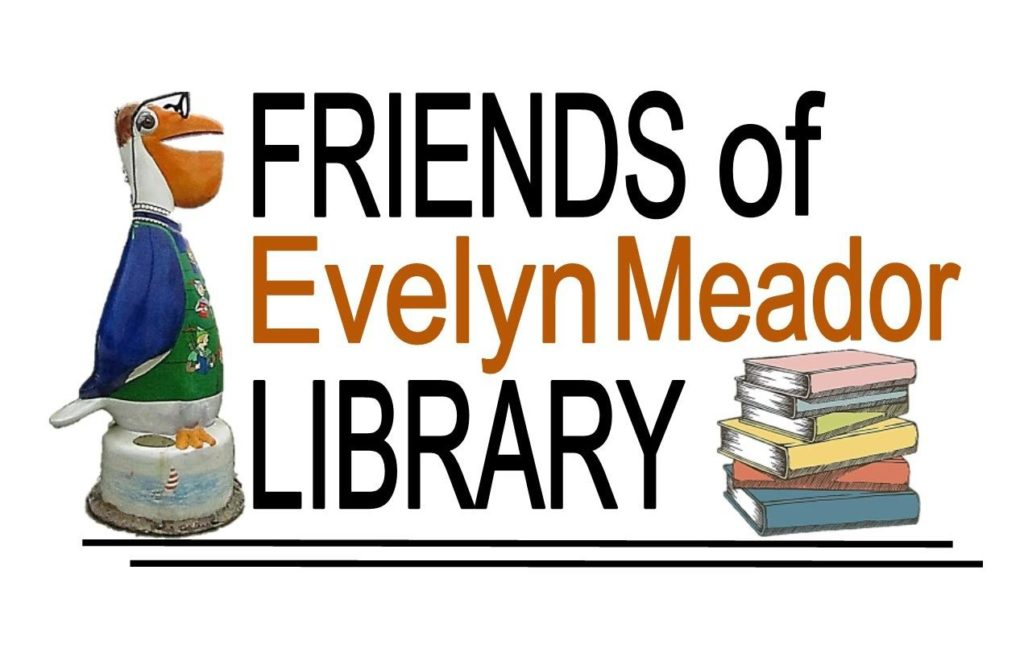 FRIENDS of
Evelyn Meador
LIBRARY